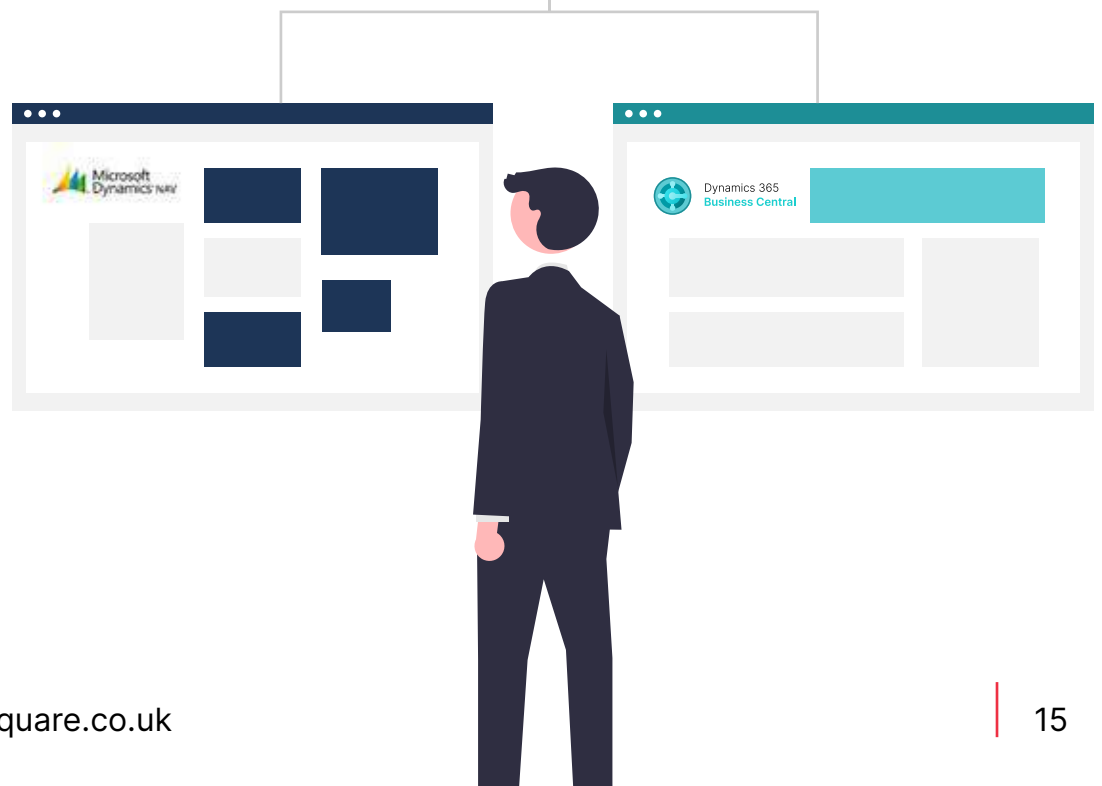 Microsoft
Dynamics NAV
Dynamics 365
Business Central
quare.co.uk
15